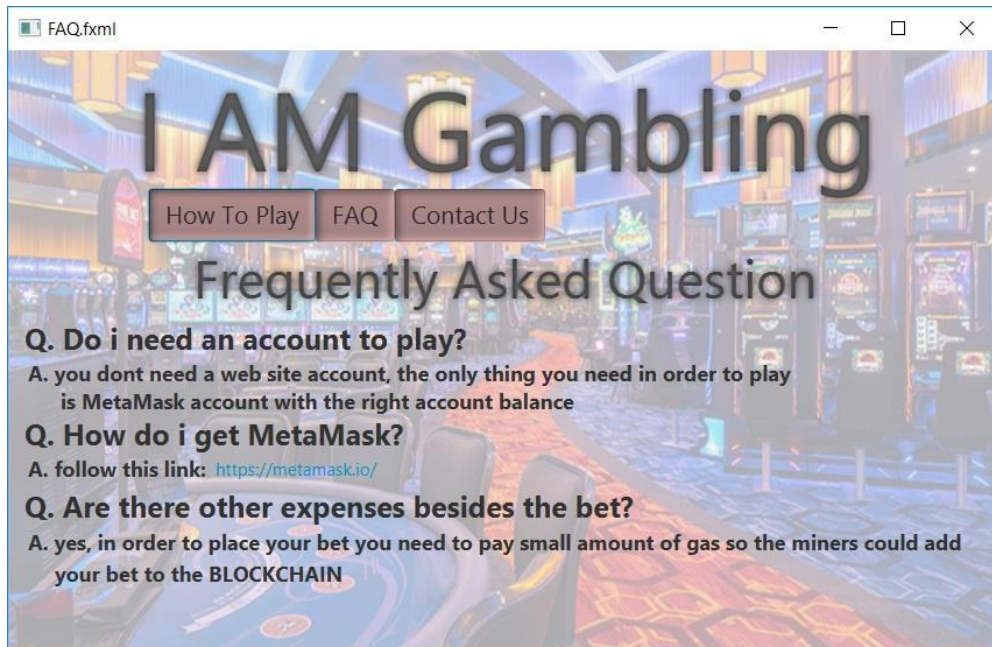 FAQ.fxml
I AM Gambling
How To Play FAQ Contact Us
Frequently Asked Question
Q. Do i need an account to play?
A. you dont need a web site account, the only thing you need in order to play
is MetaMask account with the right account balance
Q. How do i get MetaMask?
A. follow this link: https://metamask.io/
Q. Are there other expenses besides the bet?
A. yes, in order to place your bet you need to pay small amount of gas so the miners could add
your bet to the BLOCKCHAIN